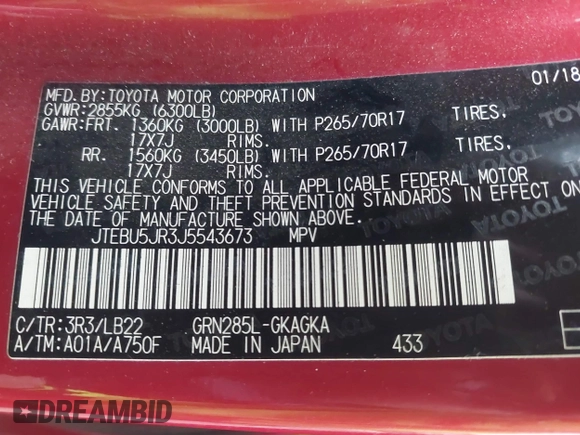 01/18
MFD.BY:TOYOTA MOTOR CORPORATION
GVWR:2855KG (6300LB)
GAWR:FRT. 1360KG (3000LB) WITH P265/70R17 TIRES,
17X7J RIMS.
RR. 1560KG (3450LB) WITH P265/70R17 TIRES,
17X7J RIMS.
THIS VEHICLE CONFORMS TO ALL APPLICABLE FEDERAL MOTOR
VEHICLE SAFETY AND THEFT PREVENTION STANDARDS IN EFFECT ON
THE DATE OF MANUFACTURE SHOWN ABOVE.
JTEBU5JR3J5543673 MPV
C/TR:3R3/LB22 GRN285L-GKAGKA
A/TM:A01A/A750F MADE IN JAPAN 433
DREAMBID